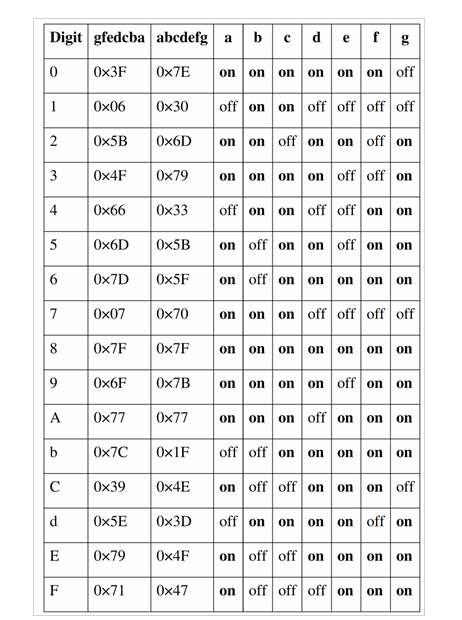 Digit gfedcba abcdefg a b c d e f g
0 0×3F 0×7E on on on on on on off
1 0×06 0×30 off on on off off off off
2 0×5B 0×6D on on off on on off on
3 0×4F 0×79 on on on on off off on
4 0×66 0×33 off on on off off on on
5 0×6D 0×5B on off on on off on on
6 0×7D 0×5F on off on on on on on
7 0×07 0×70 on on on off off off off
8 0×7F 0×7F on on on on on on on
9 0×6F 0×7B on on on on off on on
A 0×77 0×77 on on on off on on on
b 0×7C 0×1F off off on on on on on
C 0×39 0×4E on off off on on on off
d 0×5E 0×3D off on on on on off on
E 0×79 0×4F on off off on on on on
F 0×71 0×47 on off off off on on on